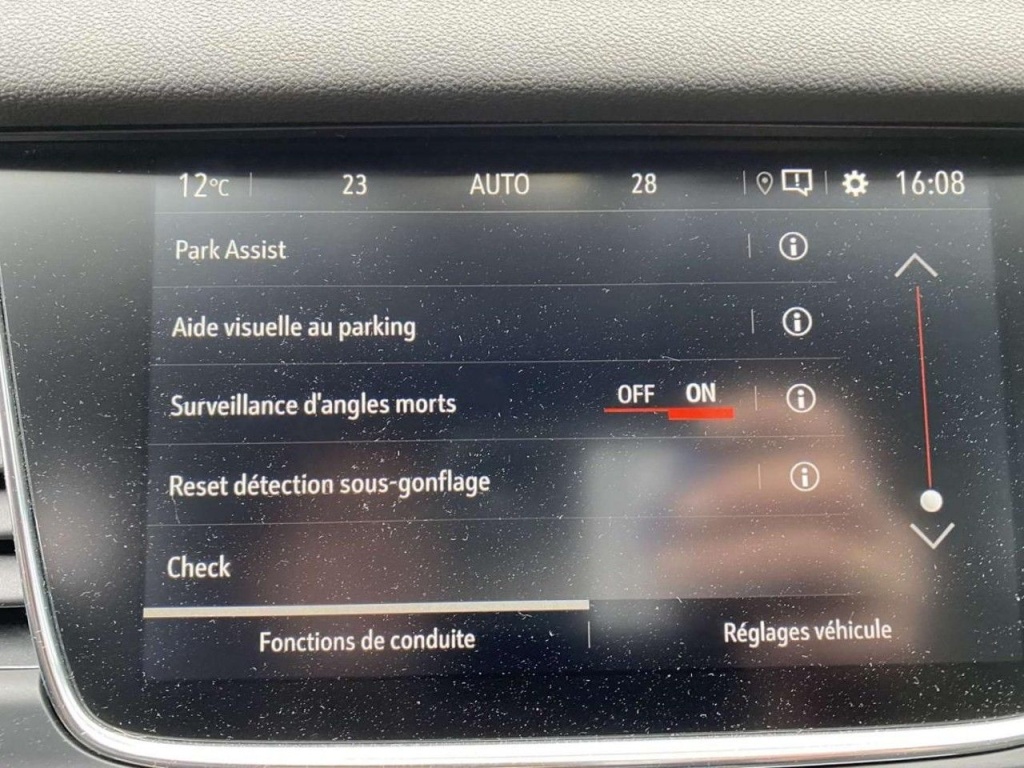 12°C 23 AUTO 28 16:08
Park Assist
Aide visuelle au parking
Surveillance d'angles morts OFF ON
Reset détection sous-gonflage
Check
Fonctions de conduite Réglages véhicule